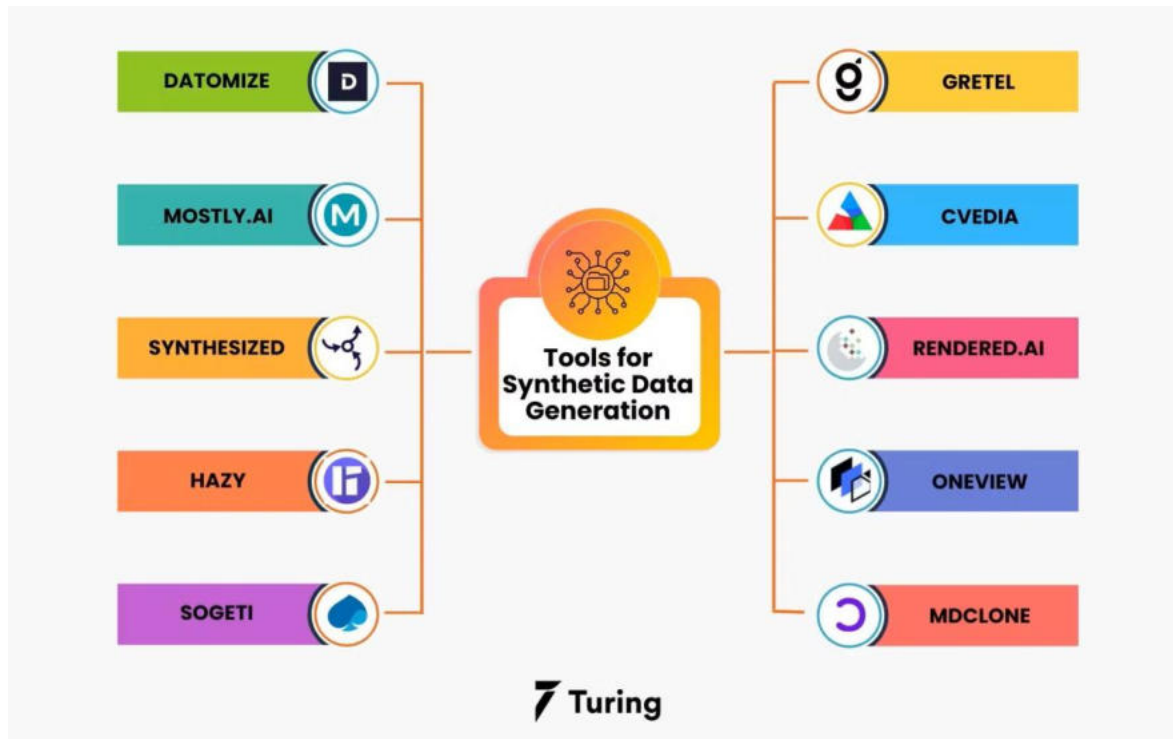 DATOMIZE
D
MOSTLY.AI
M
SYNTHESIZED
HAZY
SOGETI
Tools for
Synthetic Data
Generation
g
GRETEL
CVEDIA
RENDERED.AI
ONEVIEW
MDCLONE
Turing